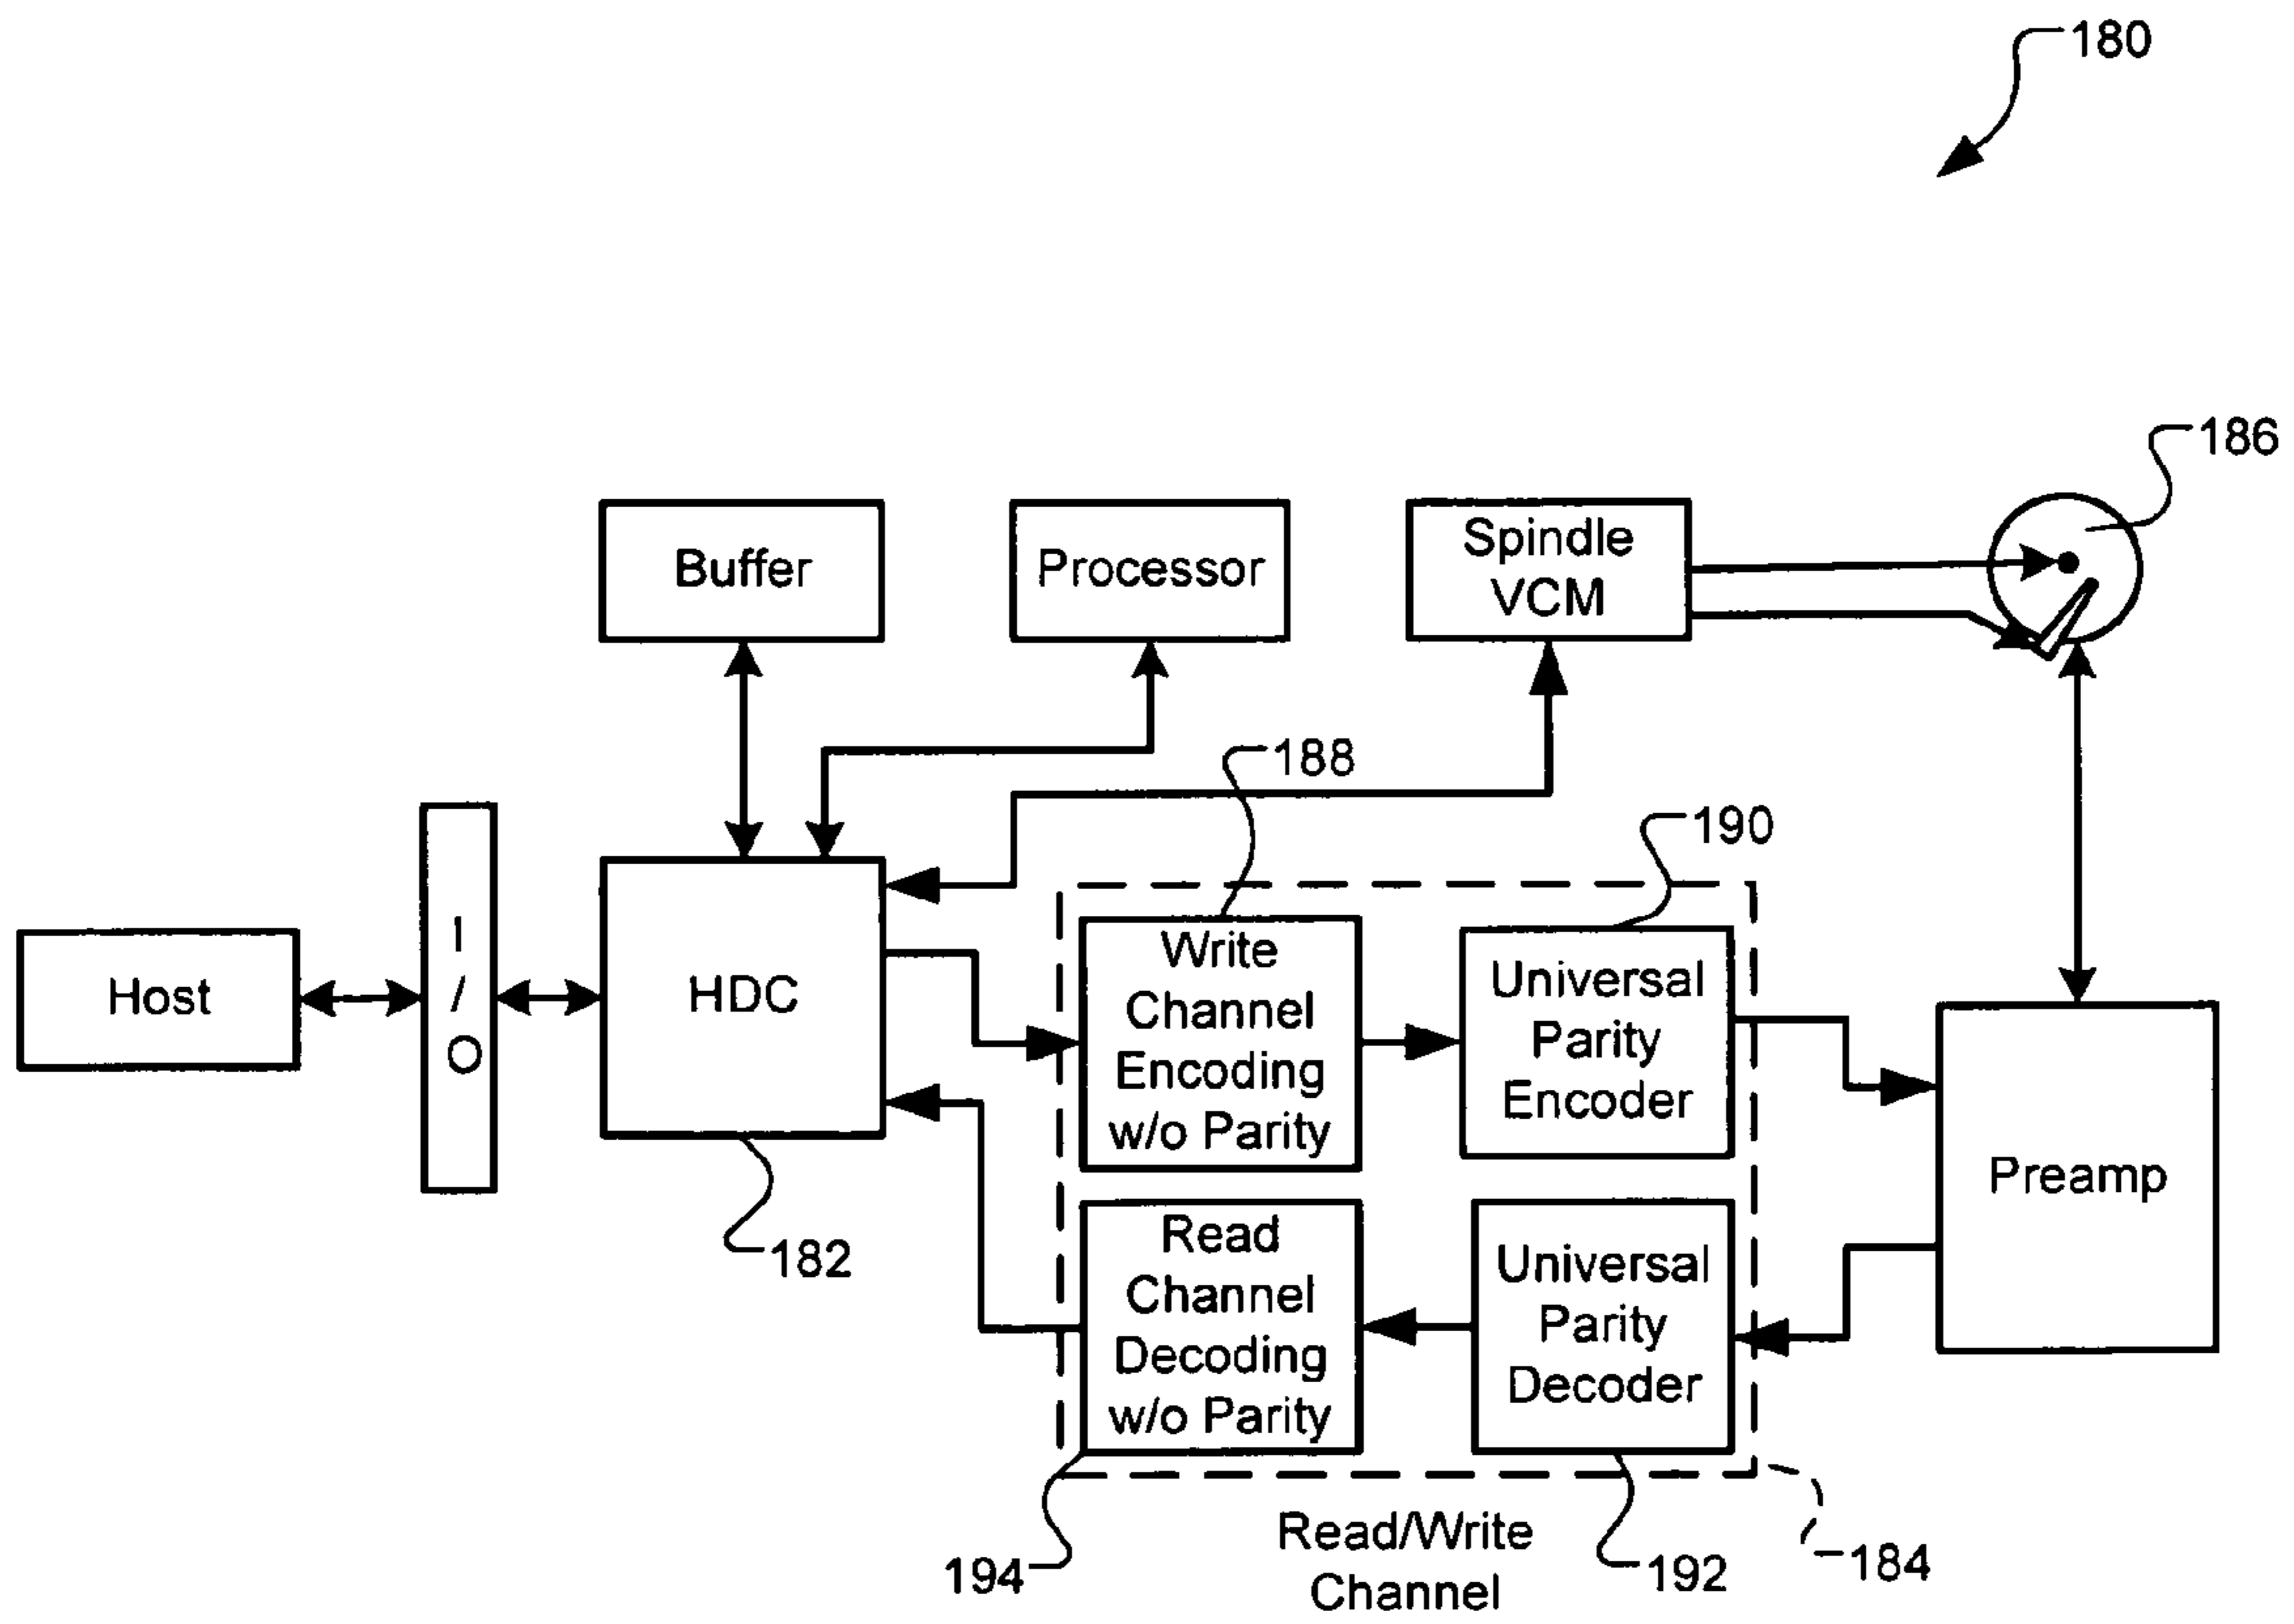 180
186
Buffer
Processor
Spindle
VCM
188
190
Host
I
/
O
HDC
Write
Channel
Encoding
w/o Parity
Universal
Parity
Encoder
Preamp
182
Read
Channel
Decoding
w/o Parity
Universal
Parity
Decoder
194
Read/Write
Channel
192
184